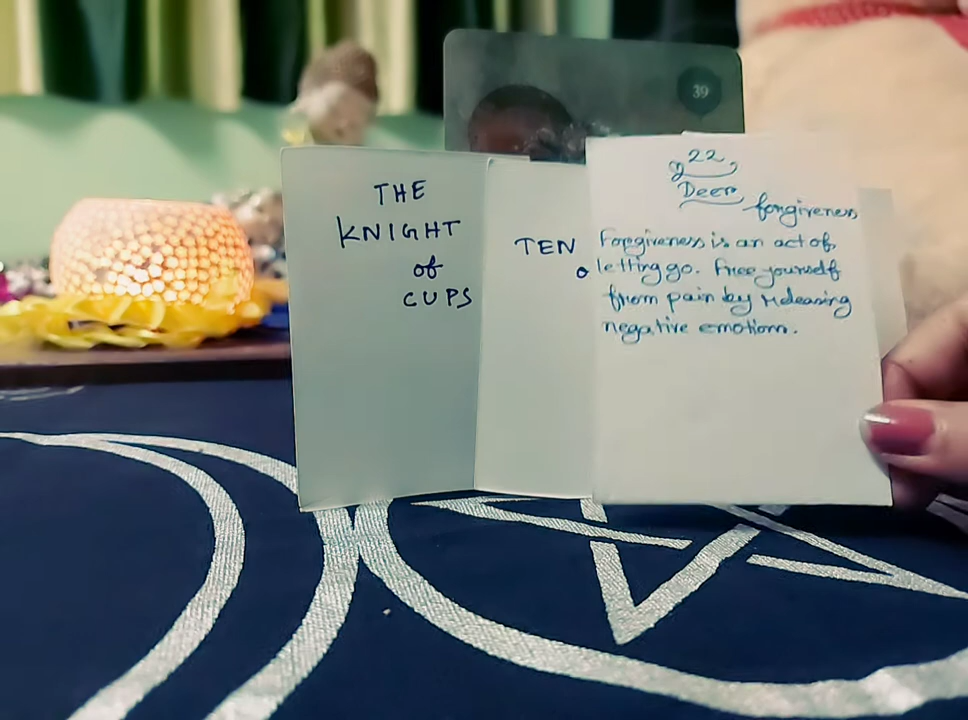 39
THE
KNIGHT
of
CUPS
TEN
o
22
Deer
forgiveness
Forgiveness is an act of
letting go. Free yourself
from pain by releasing
negative emotions.